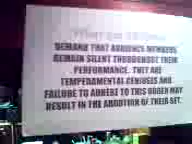 DEMAND THAT AUDIENCE MEMBERS
REMAIN SILENT THROUGHOUT THEIR
PERFORMANCE. THEY ARE
TEMPERAMENTAL GENIUSES AND
FAILURE TO ADHERE TO THIS ORDER MAY
RESULT IN THE ABORTION OF THEIR SET.